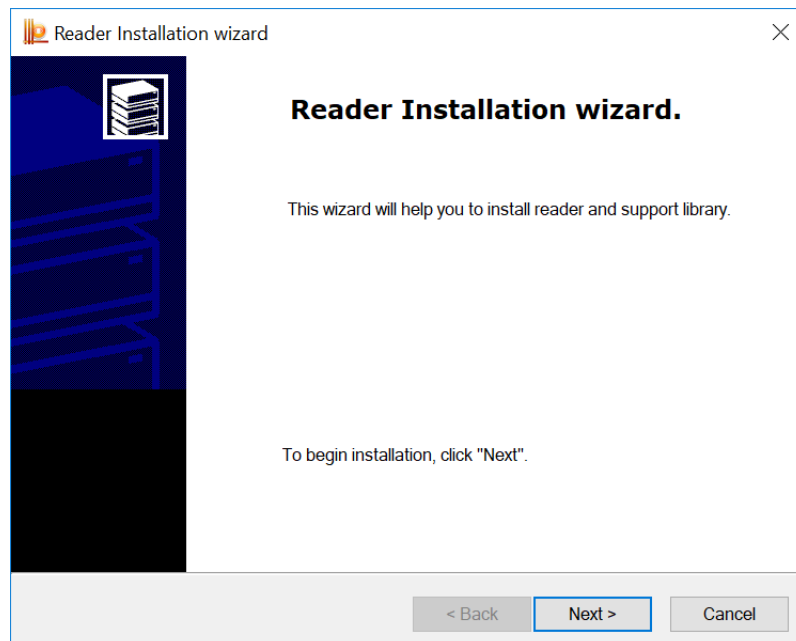 Reader Installation wizard
Reader Installation wizard.
This wizard will help you to install reader and support library.
To begin installation, click "Next".
< Back Next > Cancel